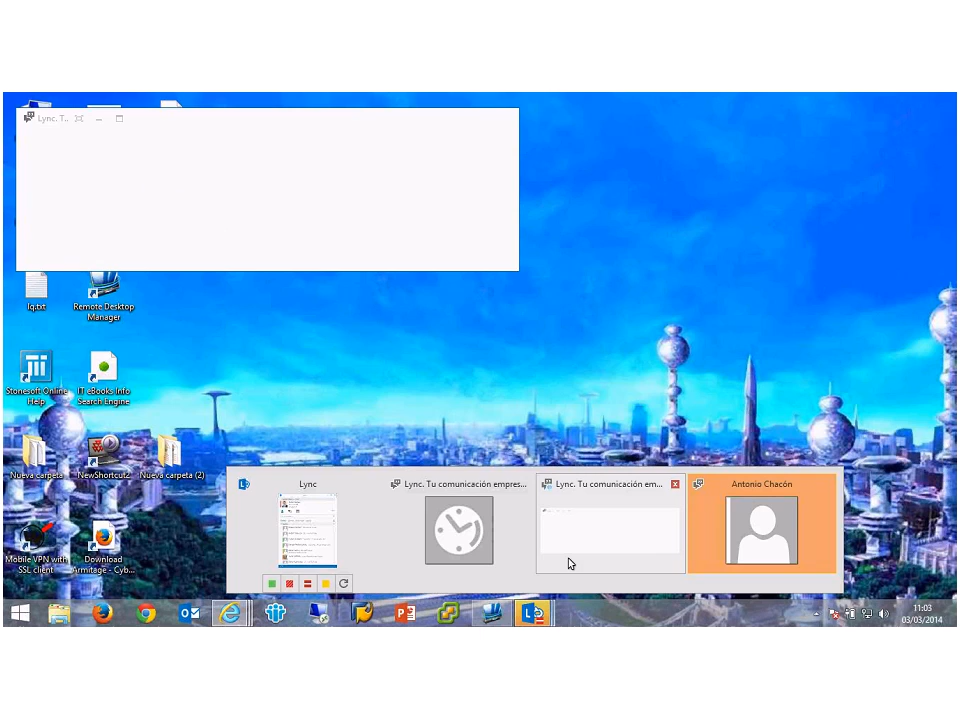 Lync. T..
lq.txt
Remote Desktop
Manager
Stonesoft Online
Help
IT eBooks Info
Search Engine
Nueva carpeta
NewShortcut2
Nueva carpeta (2)
Mobile VPN with
SSL client
Download
Armitage - Cyb...
Lync
Lync. Tu comunicación empres...
Lync. Tu comunicación em...
Antonio Chacón
11:03
03/03/2014